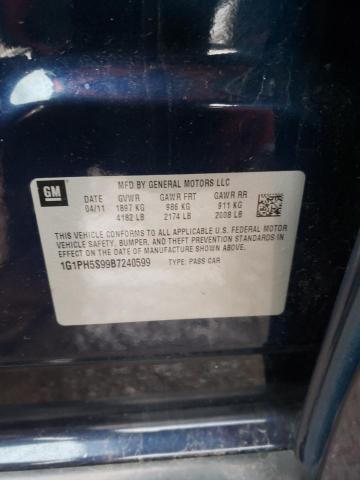 GM
MFD BY GENERAL MOTORS LLC
DATE GVWR GAWR FRT GAWR RR
04/11 1897 KG 986 KG 911 KG
4182 LB 2174 LB 2008 LB
THIS VEHICLE CONFORMS TO ALL APPLICABLE U.S. FEDERAL MOTOR
VEHICLE SAFETY, BUMPER, AND THEFT PREVENTION STANDARDS
IN EFFECT ON THE DATE OF MANUFACTURE SHOWN ABOVE.
1G1PH5S99B7240599 TYPE: PASS CAR